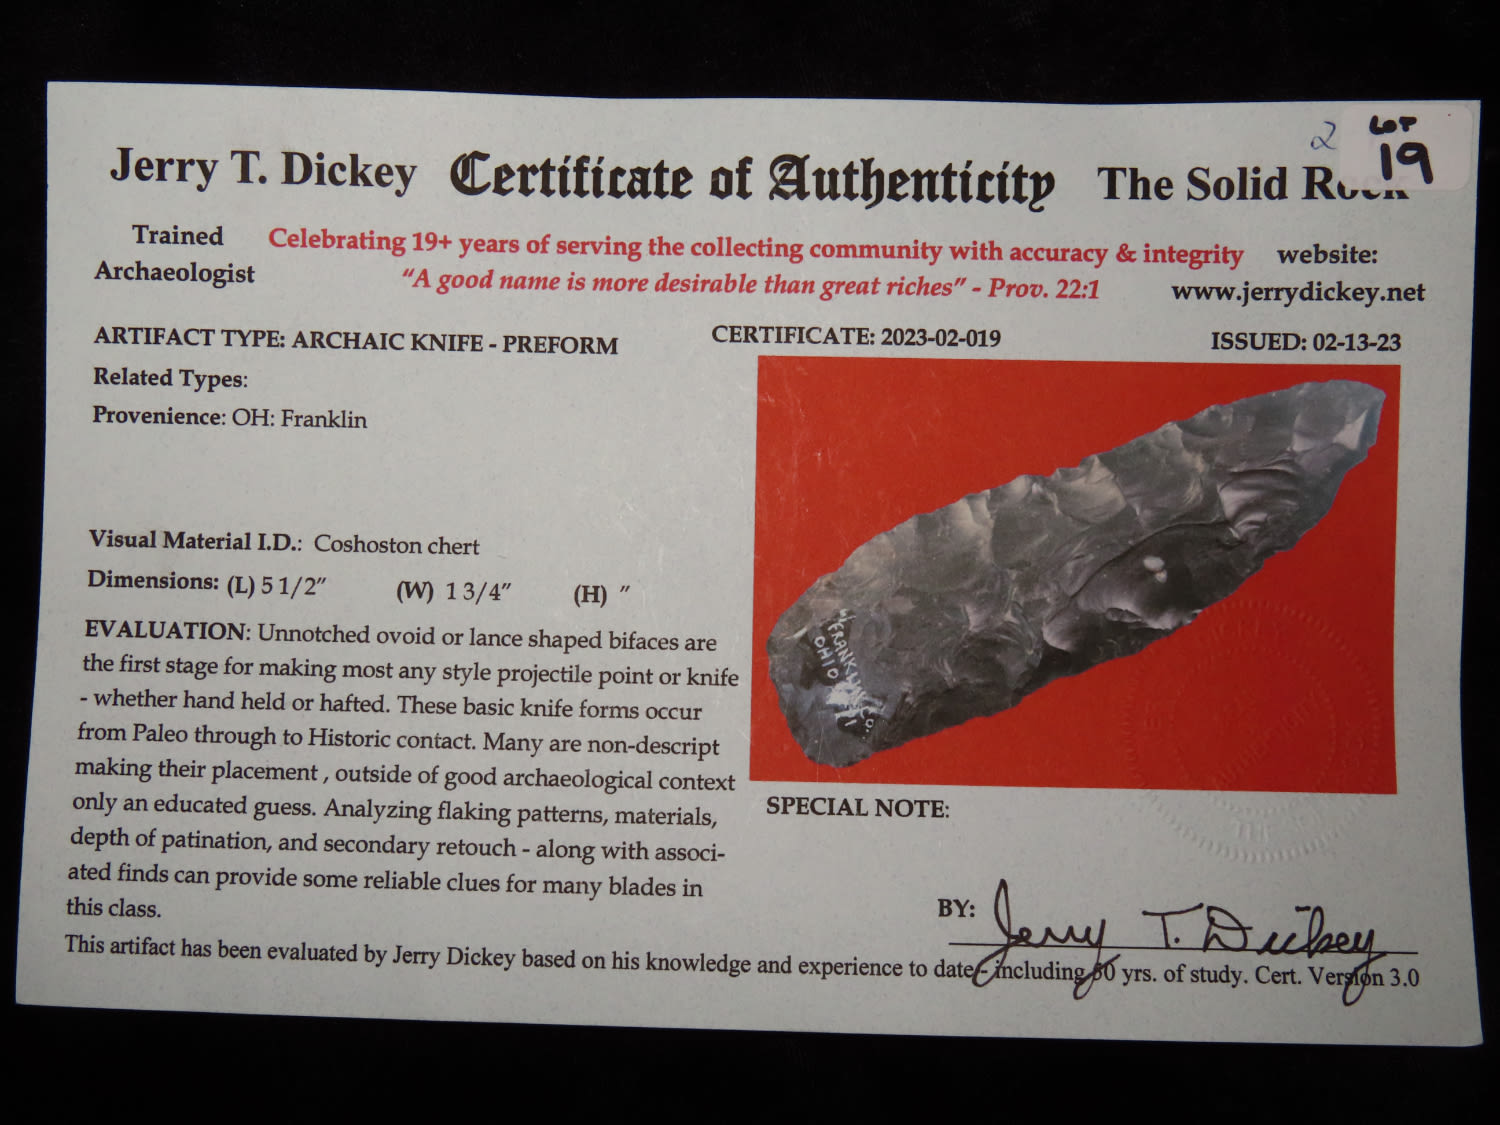 2 LOT
19
Jerry T. Dickey Certificate of Authenticity The Solid Rock
Trained
Archaeologist
Celebrating 19+ years of serving the collecting community with accuracy & integrity
"A good name is more desirable than great riches" - Prov. 22:1
website:
www.jerrydickey.net
ARTIFACT TYPE: ARCHAIC KNIFE - PREFORM
CERTIFICATE: 2023-02-019
ISSUED: 02-13-23
Related Types:
Provenience: OH: Franklin
Visual Material I.D.: Coshoston chert
Dimensions: (L) 5 1/2" (W) 1 3/4" (H) "
EVALUATION: Unnotched ovoid or lance shaped bifaces are
the first stage for making most any style projectile point or knife
- whether hand held or hafted. These basic knife forms occur
from Paleo through to Historic contact. Many are non-descript
making their placement , outside of good archaeological context
only an educated guess. Analyzing flaking patterns, materials,
depth of patination, and secondary retouch - along with associ-
ated finds can provide some reliable clues for many blades in
this class.
FRANKLIN CO.
OHIO
SPECIAL NOTE:
BY: Jerry T. Dickey
This artifact has been evaluated by Jerry Dickey based on his knowledge and experience to date - including 30 yrs. of study. Cert. Version 3.0